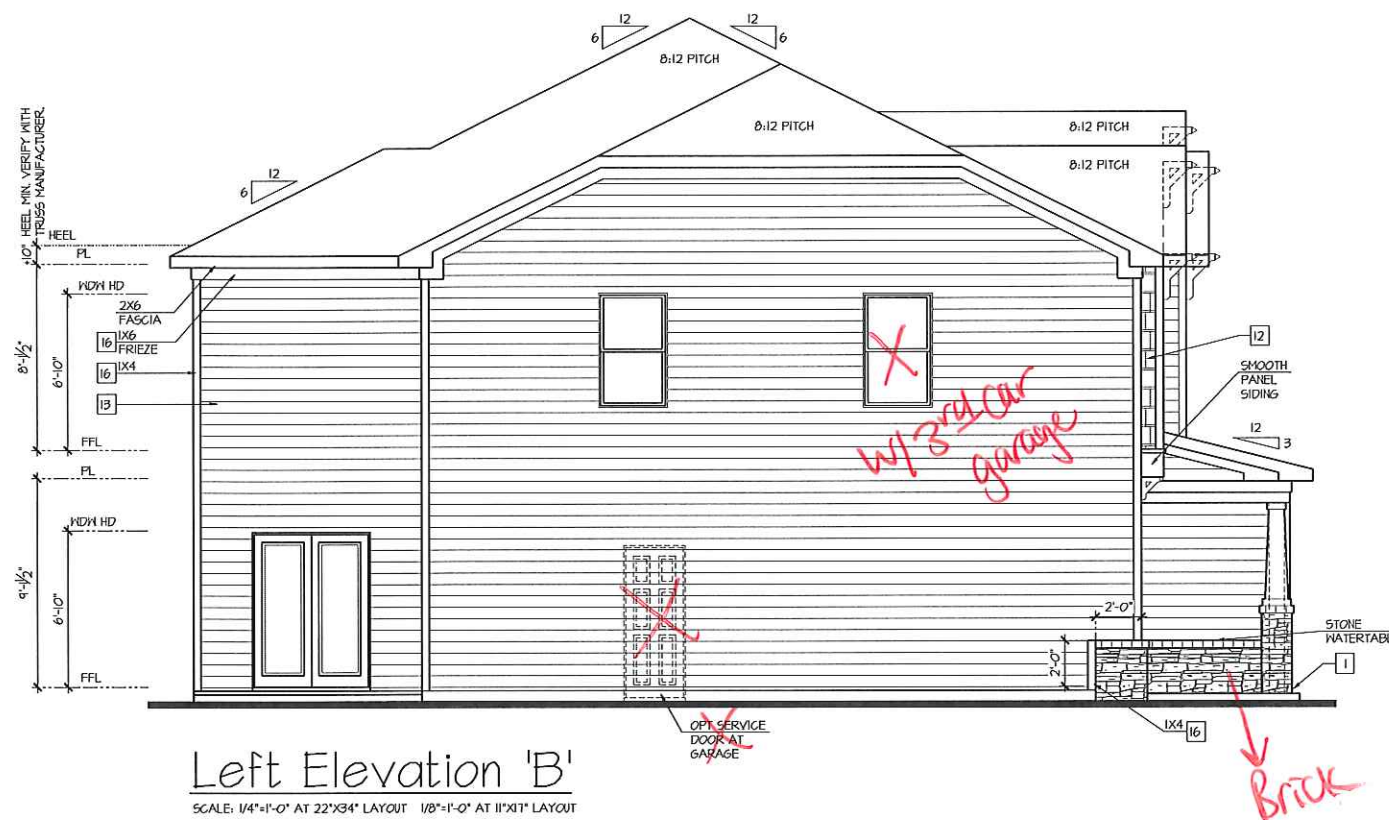 12
6
12
6
8:12 PITCH
8:12 PITCH
8:12 PITCH
8:12 PITCH
12
6
±10" HEEL MIN. VERIFY WITH
TRUSS MANUFACTURER.
HEEL
PL
WDW HD
2X6
FASCIA
16 1X6
FRIEZE
16 1X4
13
8'-1½"
6'-10"
FFL
PL
WDW HD
9'-1½"
6'-10"
FFL
12
SMOOTH
PANEL
SIDING
12
3
W/ 3rd car
garage
2'-0"
2'-0"
STONE
WATERTABLE
1
1X4 16
OPT SERVICE
DOOR AT
GARAGE
Brick
Left Elevation 'B'
SCALE: 1/4"=1'-0" AT 22"X34" LAYOUT 1/8"=1'-0" AT 11"X17" LAYOUT